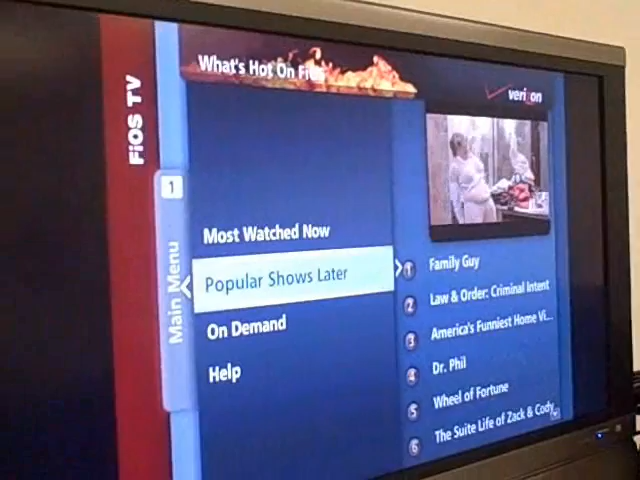 What's Hot On FiOS
verizon
FiOS TV
1
Main Menu
Most Watched Now
Popular Shows Later
On Demand
Help
1 Family Guy
2 Law & Order: Criminal Intent
3 America's Funniest Home Vi...
4 Dr. Phil
5 Wheel of Fortune
6 The Suite Life of Zack & Cody